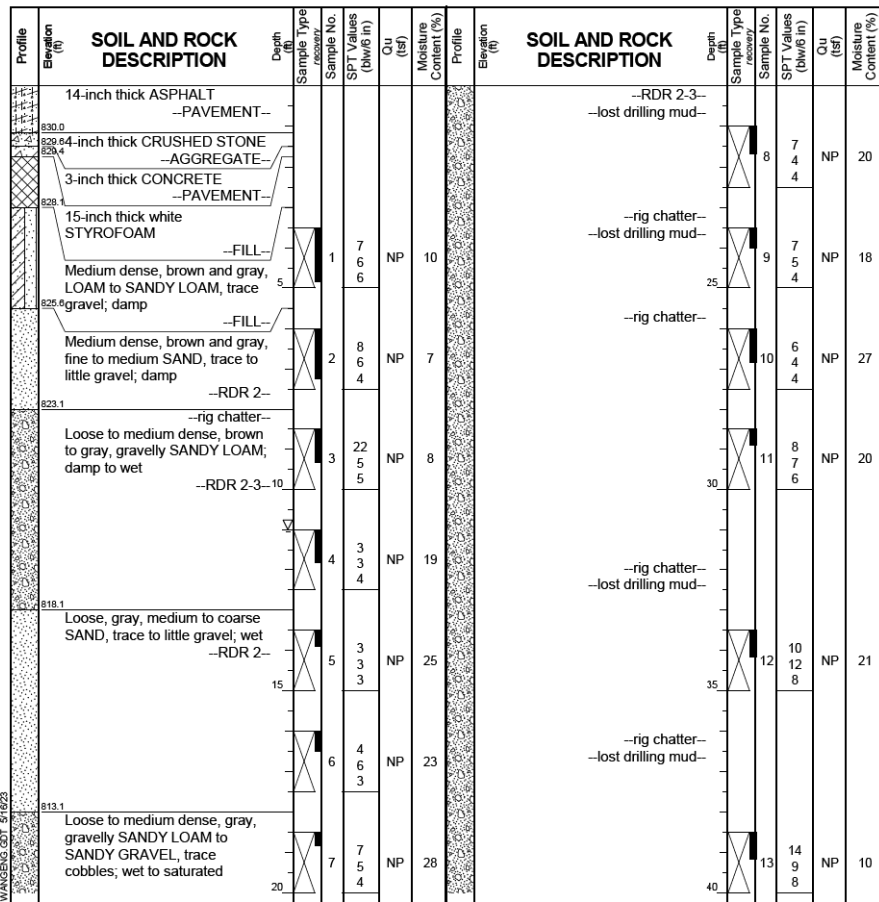 Profile
Elevation
(ft)
SOIL AND ROCK
DESCRIPTION
Depth
(ft)
Sample Type
recovery
Sample No.
SPT Values
(blw/6 in)
Qu
(tsf)
Moisture
Content (%)
14-inch thick ASPHALT
--PAVEMENT--
830.0
829.6
4-inch thick CRUSHED STONE
829.4
--AGGREGATE--
3-inch thick CONCRETE
--PAVEMENT--
828.1
15-inch thick white
STYROFOAM
--FILL--
Medium dense, brown and gray,
LOAM to SANDY LOAM, trace
gravel; damp
--FILL--
5
1
7
6
6
NP
10
825.6
Medium dense, brown and gray,
fine to medium SAND, trace to
little gravel; damp
--RDR 2--
2
8
6
4
NP
7
823.1
--rig chatter--
Loose to medium dense, brown
to gray, gravelly SANDY LOAM;
damp to wet
--RDR 2-3--
10
3
22
5
5
NP
8
4
3
3
4
NP
19
818.1
Loose, gray, medium to coarse
SAND, trace to little gravel; wet
--RDR 2--
15
5
3
3
3
NP
25
6
4
6
3
NP
23
813.1
Loose to medium dense, gray,
gravelly SANDY LOAM to
SANDY GRAVEL, trace
cobbles; wet to saturated
20
7
7
5
4
NP
28
WANGENG.GDT 5/16/23
Profile
Elevation
(ft)
SOIL AND ROCK
DESCRIPTION
Depth
(ft)
Sample Type
recovery
Sample No.
SPT Values
(blw/6 in)
Qu
(tsf)
Moisture
Content (%)
--RDR 2-3--
--lost drilling mud--
8
7
4
4
NP
20
--rig chatter--
--lost drilling mud--
25
9
7
5
4
NP
18
--rig chatter--
10
6
4
4
NP
27
30
11
8
7
6
NP
20
--rig chatter--
--lost drilling mud--
35
12
10
12
8
NP
21
--rig chatter--
--lost drilling mud--
40
13
14
9
8
NP
10